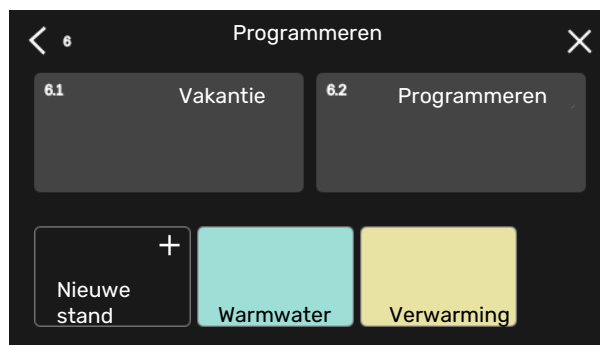 6
Programmeren
6.1
Vakantie
6.2
Programmeren
Nieuwe
stand
Warmwater
Verwarming